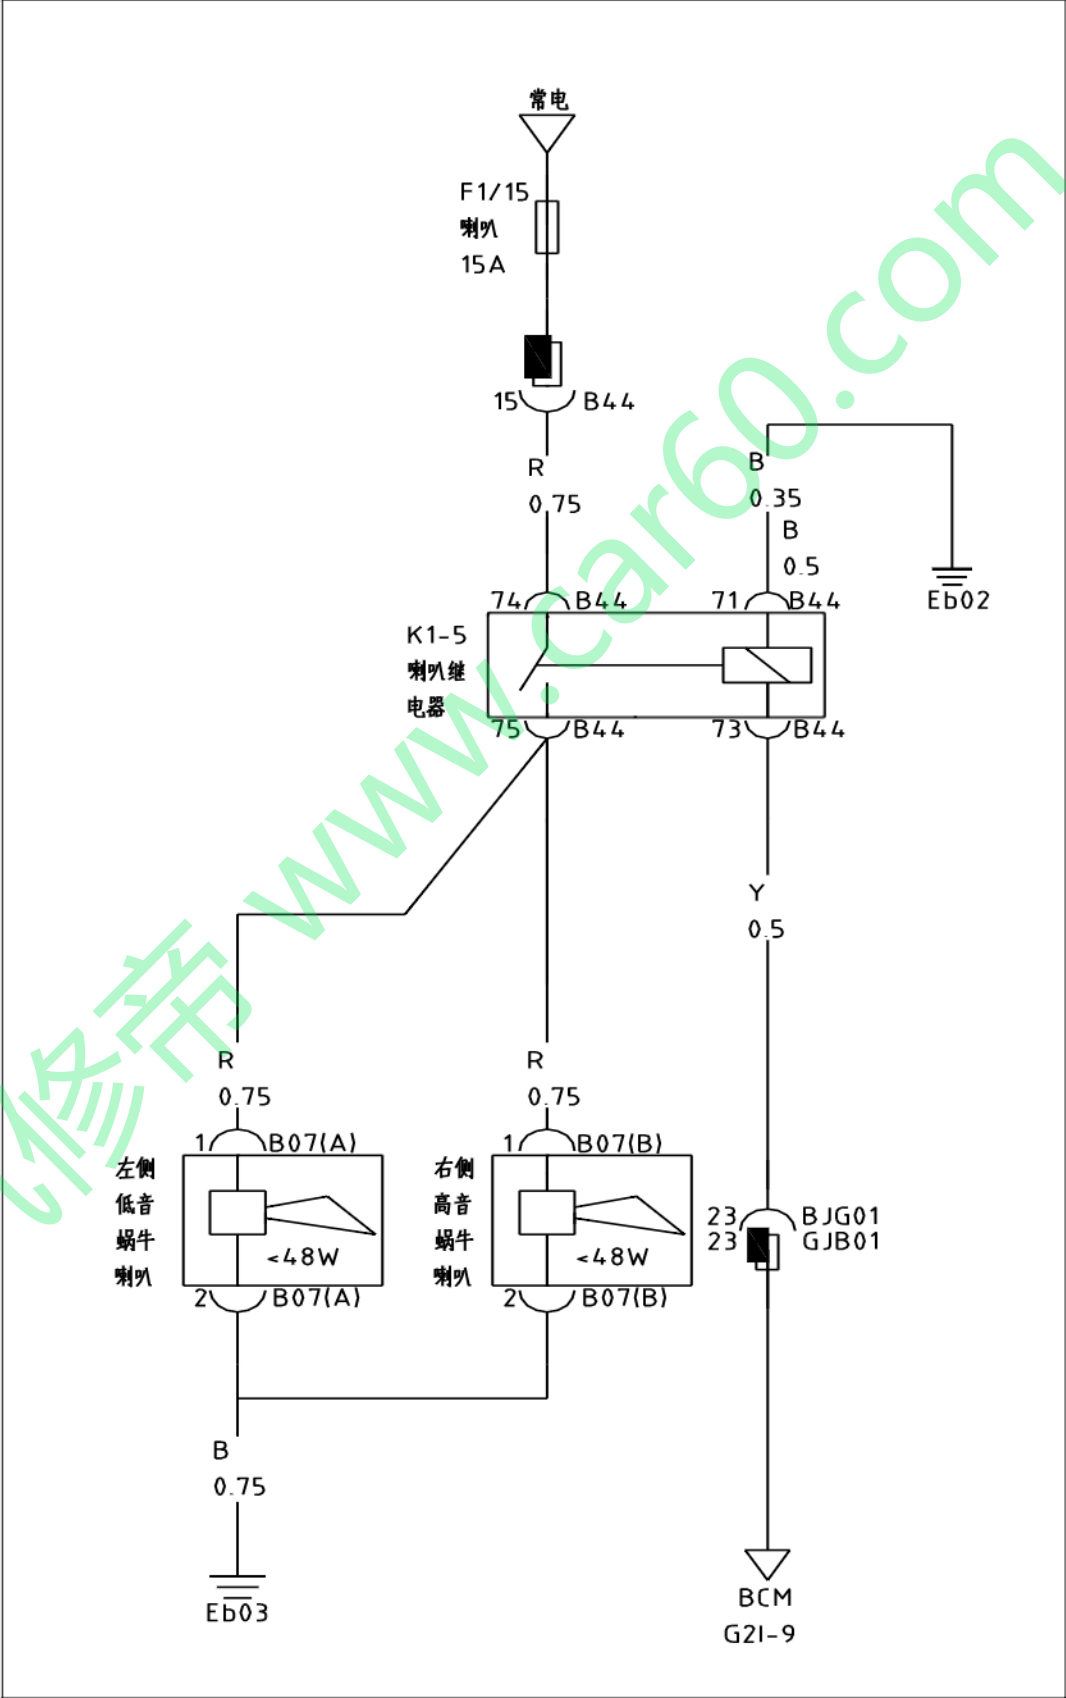 常电
F1/15
喇叭
15A
15 B44
R
0.75
B
0.35
B
0.5
Eb02
74 B44
71 B44
K1-5
喇叭继
电器
75 B44
73 B44
Y
0.5
R
0.75
R
0.75
1 B07(A)
左侧
低音
蜗牛
喇叭
<48W
2 B07(A)
1 B07(B)
右侧
高音
蜗牛
喇叭
<48W
2 B07(B)
23 BJG01
23 GJB01
B
0.75
Eb03
BCM
G2I-9
修帝 www.car60.com